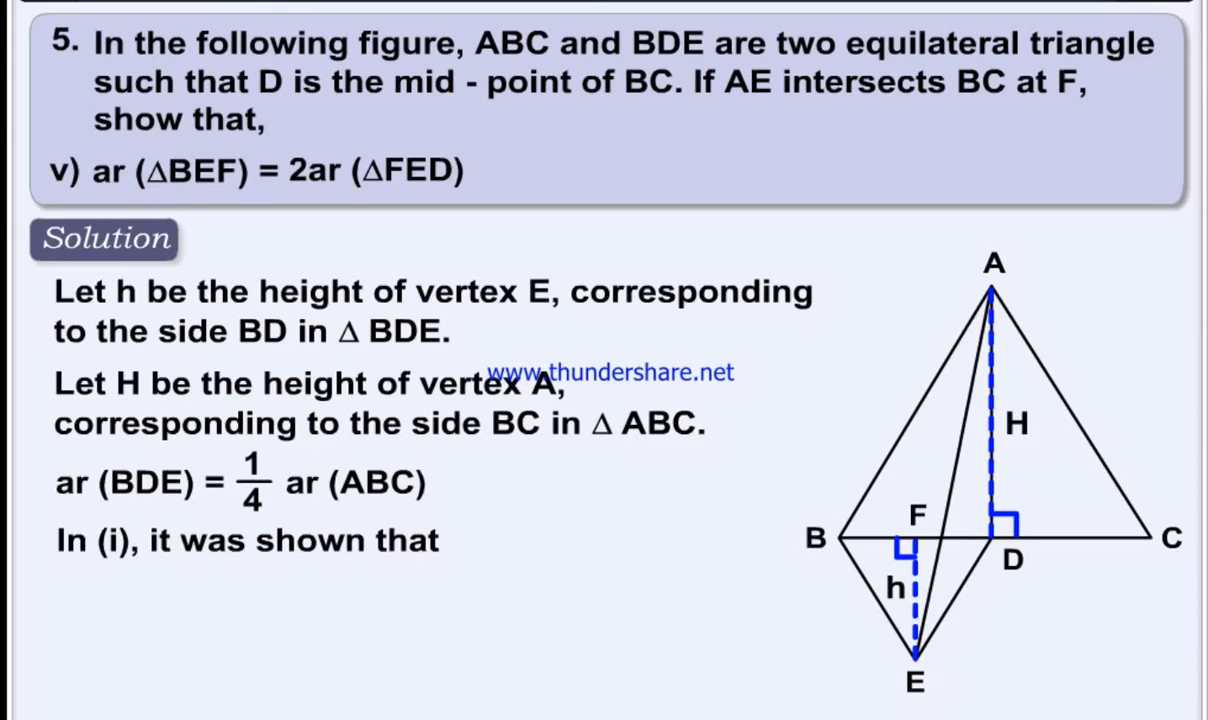 5. In the following figure, ABC and BDE are two equilateral triangle
such that D is the mid - point of BC. If AE intersects BC at F,
show that,
v) ar (△BEF) = 2ar (△FED)
Solution
Let h be the height of vertex E, corresponding
to the side BD in △ BDE.
www.thundershare.net
Let H be the height of vertex A,
corresponding to the side BC in △ ABC.
ar (BDE) = 1/4 ar (ABC)
In (i), it was shown that
A
H
F
B
C
D
h
E